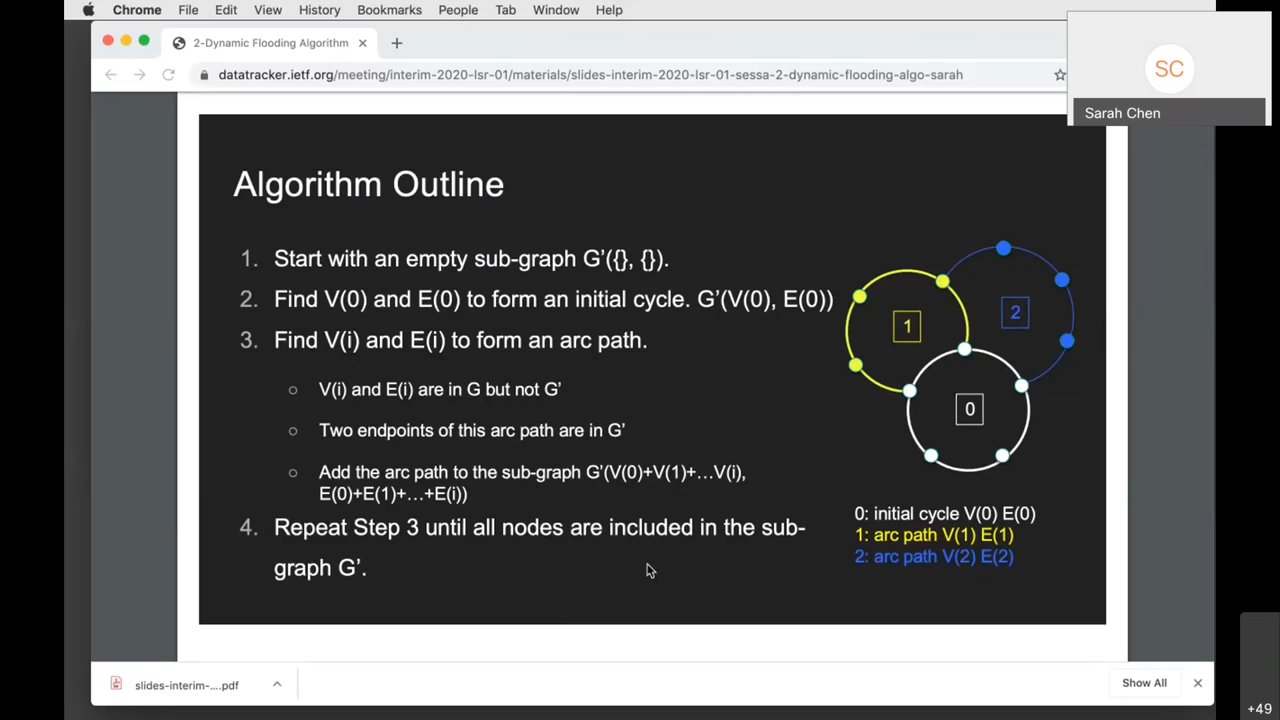 Chrome File Edit View History Bookmarks People Tab Window Help
2-Dynamic Flooding Algorithm
datatracker.ietf.org/meeting/interim-2020-lsr-01/materials/slides-interim-2020-lsr-01-sessa-2-dynamic-flooding-algo-sarah
SC
Sarah Chen
Algorithm Outline
1. Start with an empty sub-graph G’({}, {}).
2. Find V(0) and E(0) to form an initial cycle. G’(V(0), E(0))
3. Find V(i) and E(i) to form an arc path.
○ V(i) and E(i) are in G but not G’
○ Two endpoints of this arc path are in G’
○ Add the arc path to the sub-graph G’(V(0)+V(1)+…V(i),
E(0)+E(1)+…+E(i))
4. Repeat Step 3 until all nodes are included in the sub-
graph G’.
1
2
0
0: initial cycle V(0) E(0)
1: arc path V(1) E(1)
2: arc path V(2) E(2)
slides-interim-....pdf
Show All
+49